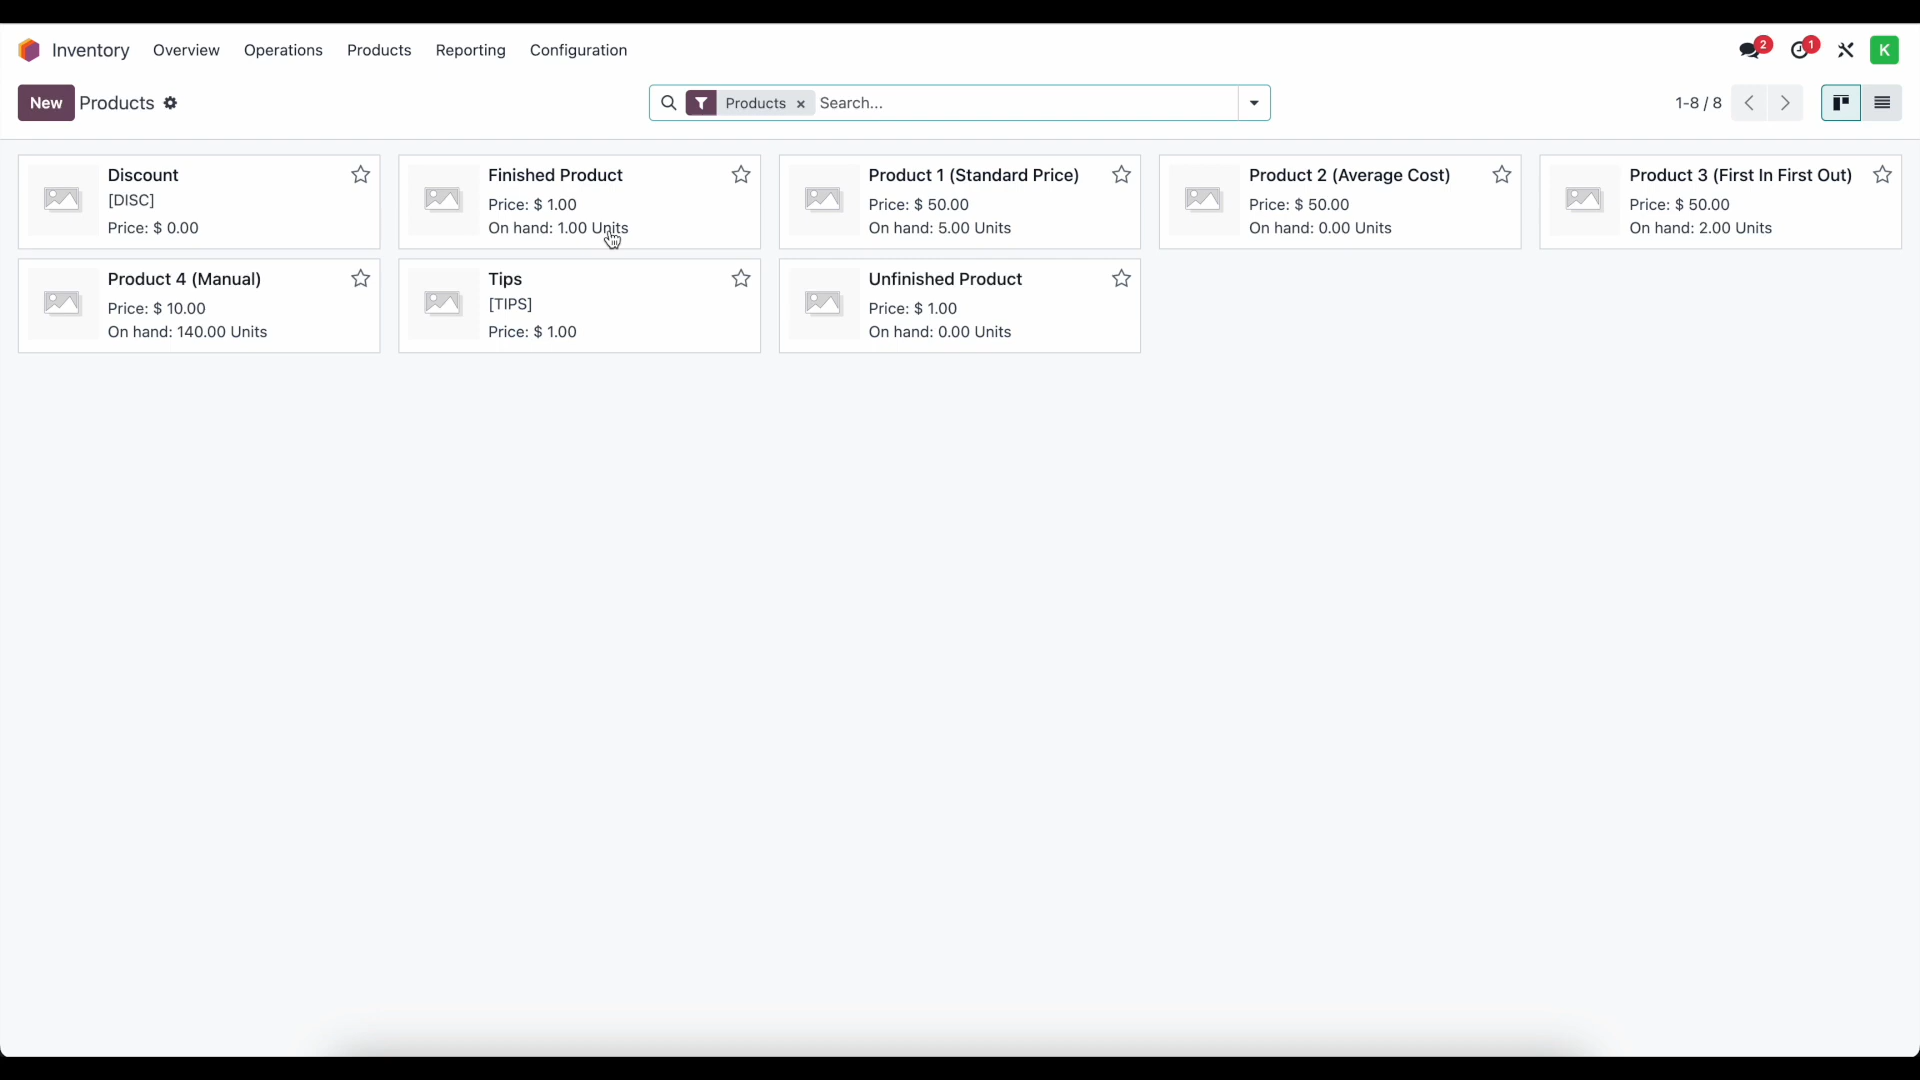 Inventory Overview Operations Products Reporting Configuration 2 1 K
New Products Products × Search... 1-8 / 8
Discount
[DISC]
Price: $ 0.00
Finished Product
Price: $ 1.00
On hand: 1.00 Units
Product 1 (Standard Price)
Price: $ 50.00
On hand: 5.00 Units
Product 2 (Average Cost)
Price: $ 50.00
On hand: 0.00 Units
Product 3 (First In First Out)
Price: $ 50.00
On hand: 2.00 Units
Product 4 (Manual)
Price: $ 10.00
On hand: 140.00 Units
Tips
[TIPS]
Price: $ 1.00
Unfinished Product
Price: $ 1.00
On hand: 0.00 Units